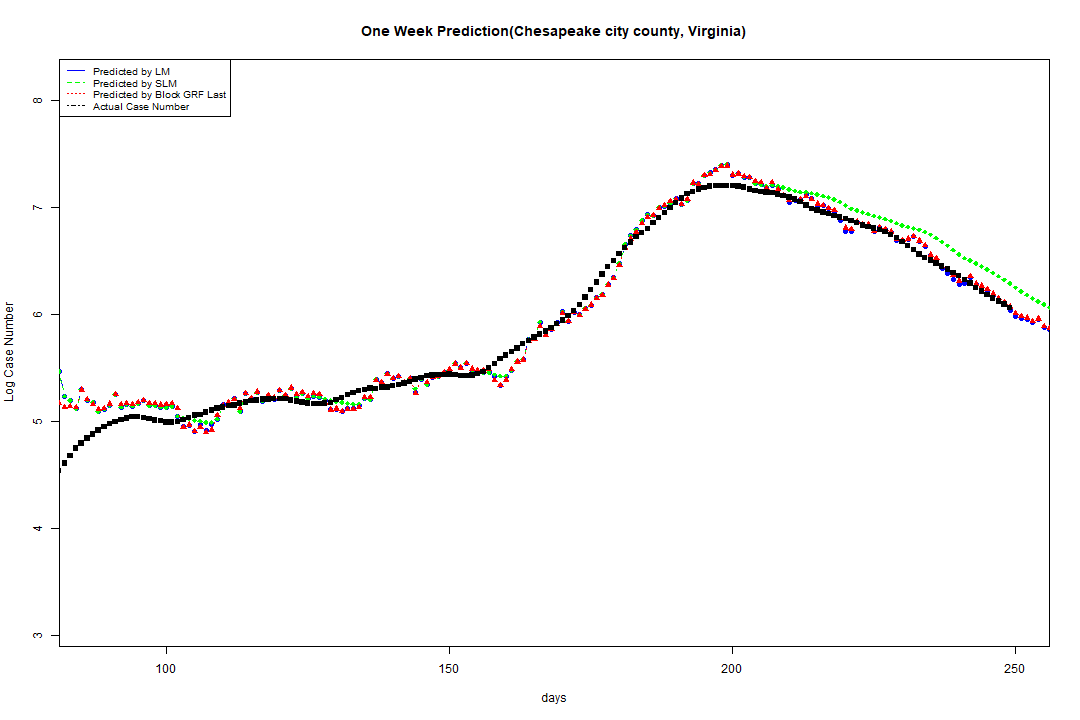 One Week Prediction(Chesapeake city county, Virginia)
Predicted by LM
Predicted by SLM
Predicted by Block GRF Last
Actual Case Number
8
7
6
5
4
3
Log Case Number
100
150
200
250
days